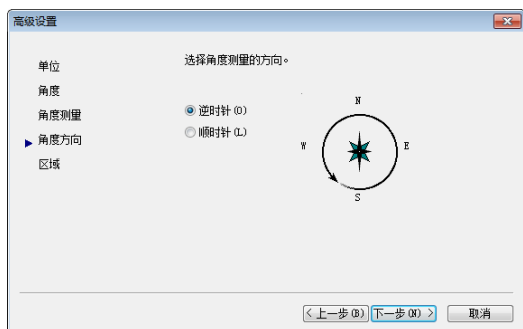 高级设置
单位
角度
角度测量
角度方向
区域
选择角度测量的方向。
逆时针(O)
顺时针(L)
N
W
E
S
<上一步(B)
下一步(N)>
取消